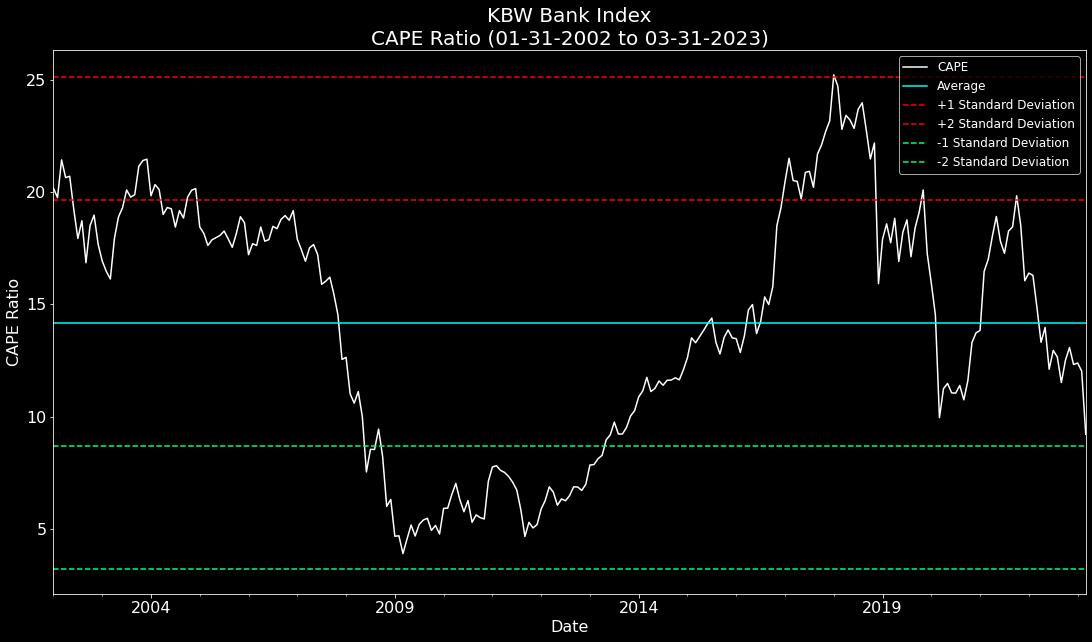 KBW Bank Index
CAPE Ratio (01-31-2002 to 03-31-2023)
CAPE
Average
+1 Standard Deviation
+2 Standard Deviation
-1 Standard Deviation
-2 Standard Deviation
CAPE Ratio
25
20
15
10
5
2004
2009
2014
2019
Date